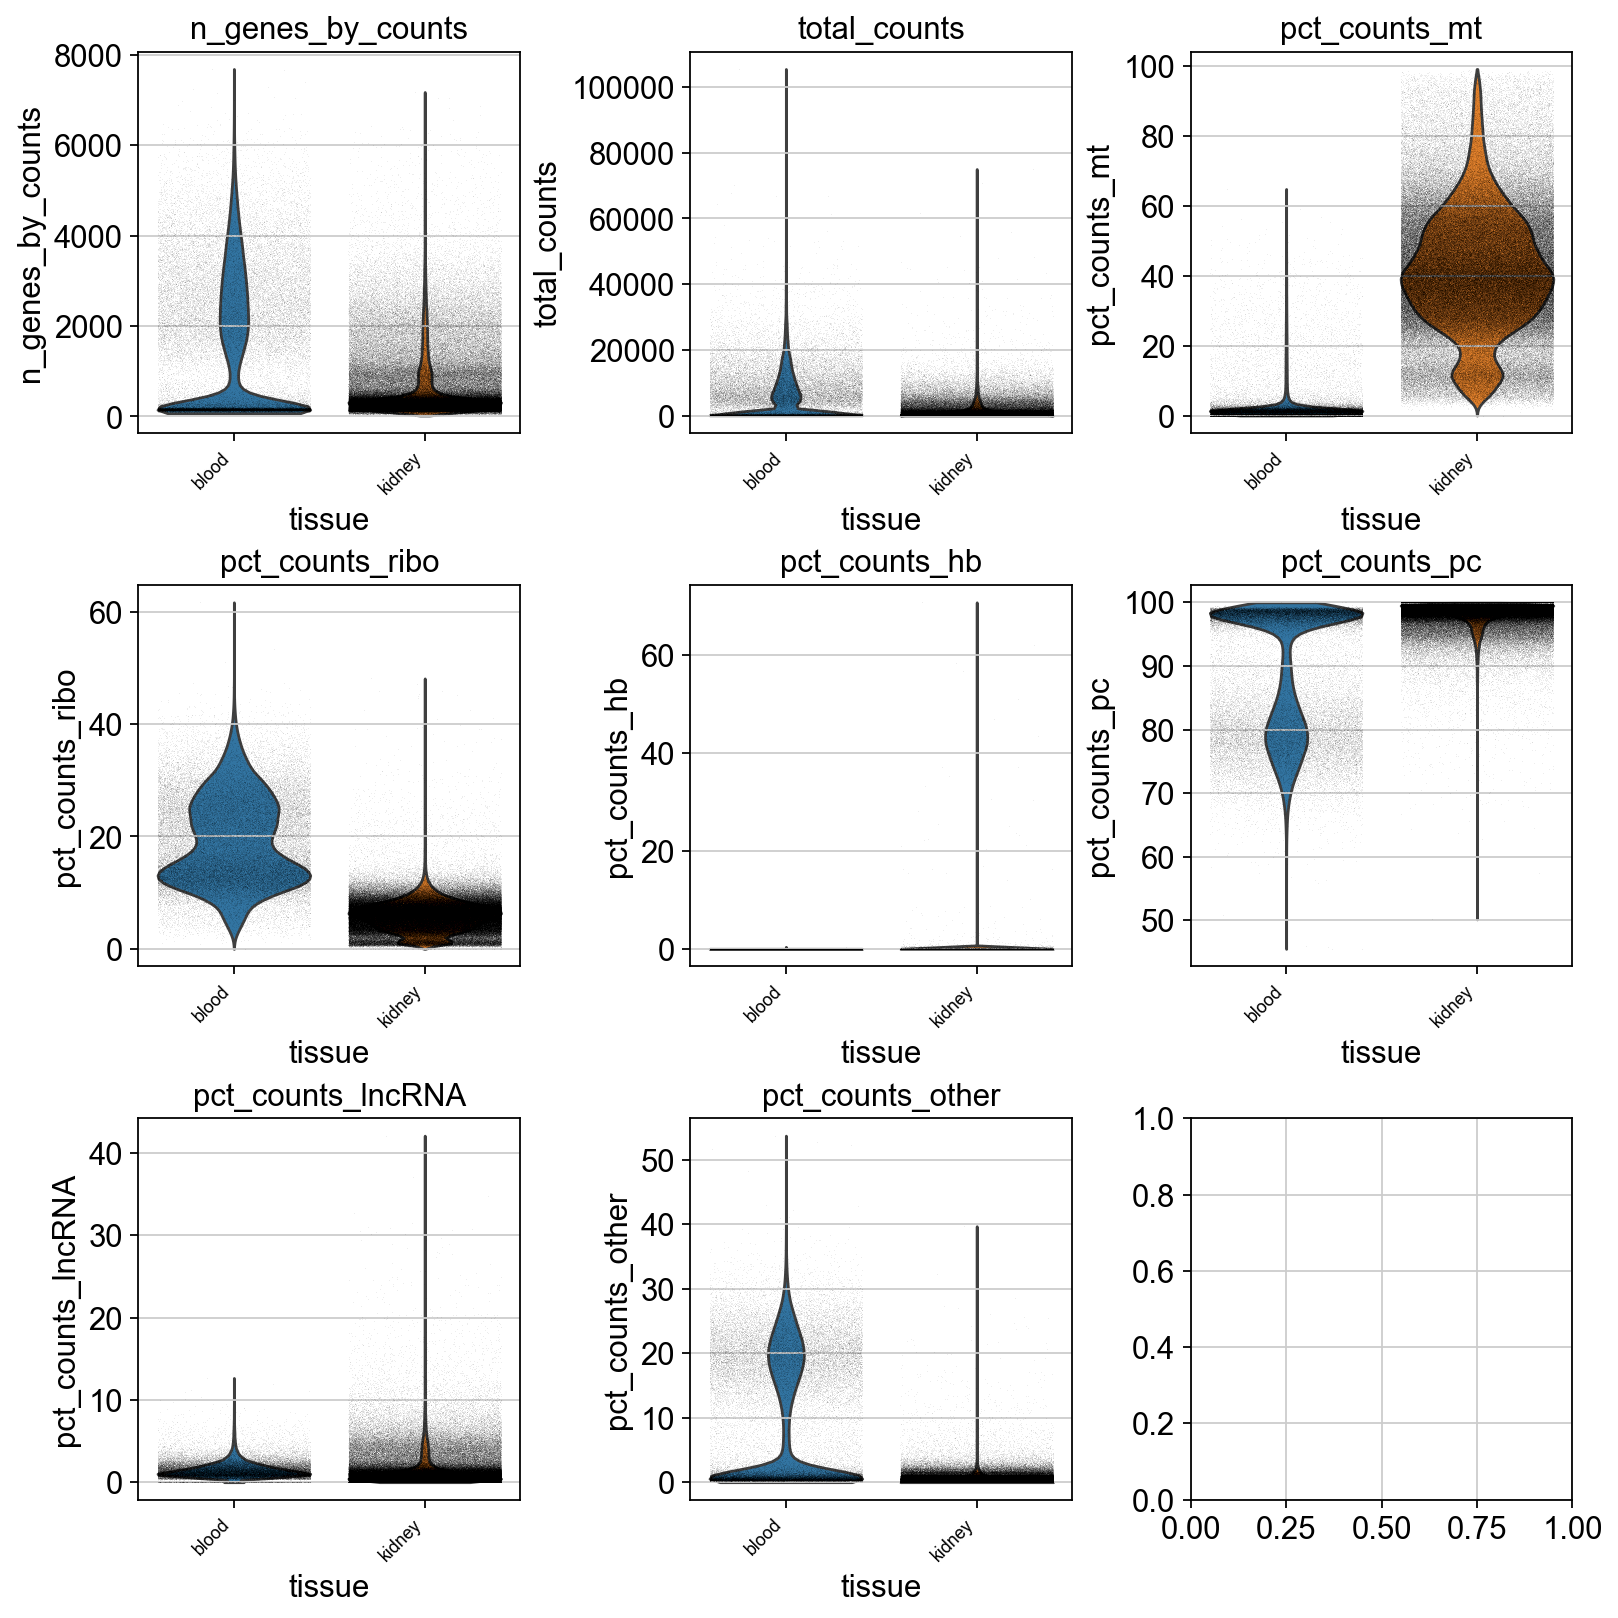 n_genes_by_counts
n_genes_by_counts
8000
6000
4000
2000
0
blood
kidney
tissue
total_counts
total_counts
100000
80000
60000
40000
20000
0
blood
kidney
tissue
pct_counts_mt
pct_counts_mt
100
80
60
40
20
0
blood
kidney
tissue
pct_counts_ribo
pct_counts_ribo
60
40
20
0
blood
kidney
tissue
pct_counts_hb
pct_counts_hb
60
40
20
0
blood
kidney
tissue
pct_counts_pc
pct_counts_pc
100
90
80
70
60
50
blood
kidney
tissue
pct_counts_lncRNA
pct_counts_lncRNA
40
30
20
10
0
blood
kidney
tissue
pct_counts_other
pct_counts_other
50
40
30
20
10
0
blood
kidney
tissue
1.0
0.8
0.6
0.4
0.2
0.0
0.00 0.25 0.50 0.75 1.00